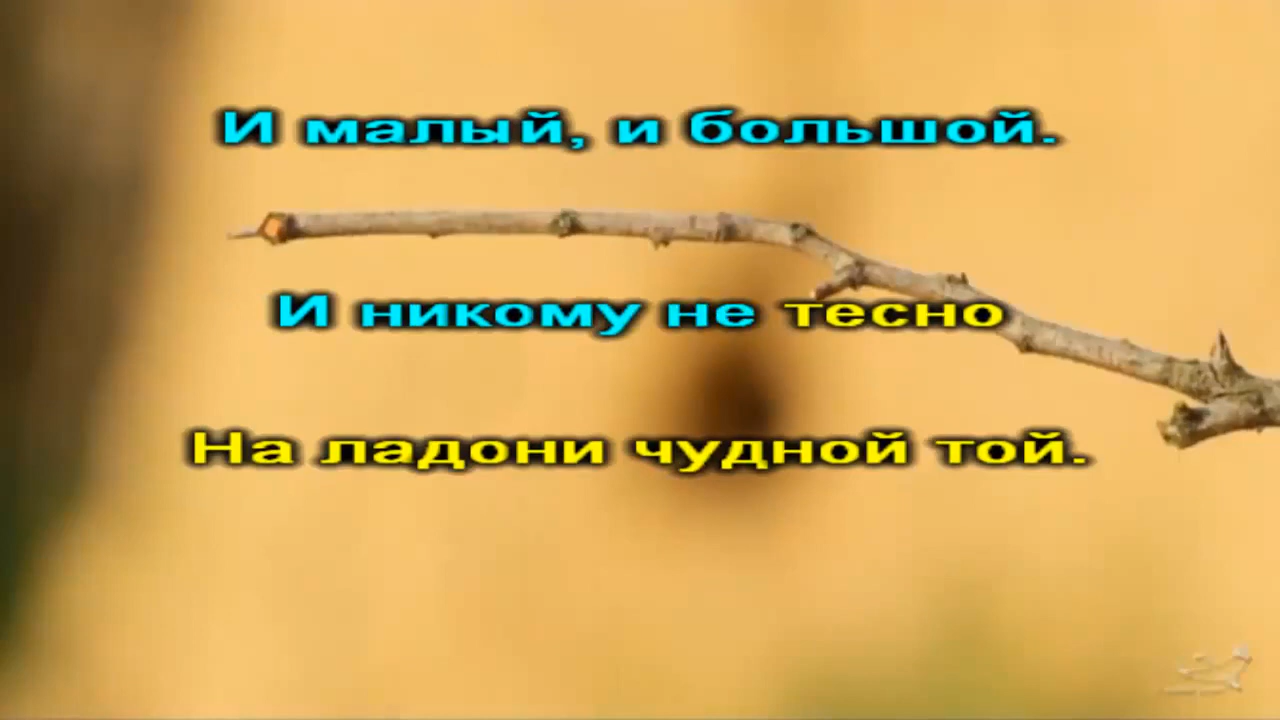 И малый, и большой.
И никому не тесно
На ладони чудной той.